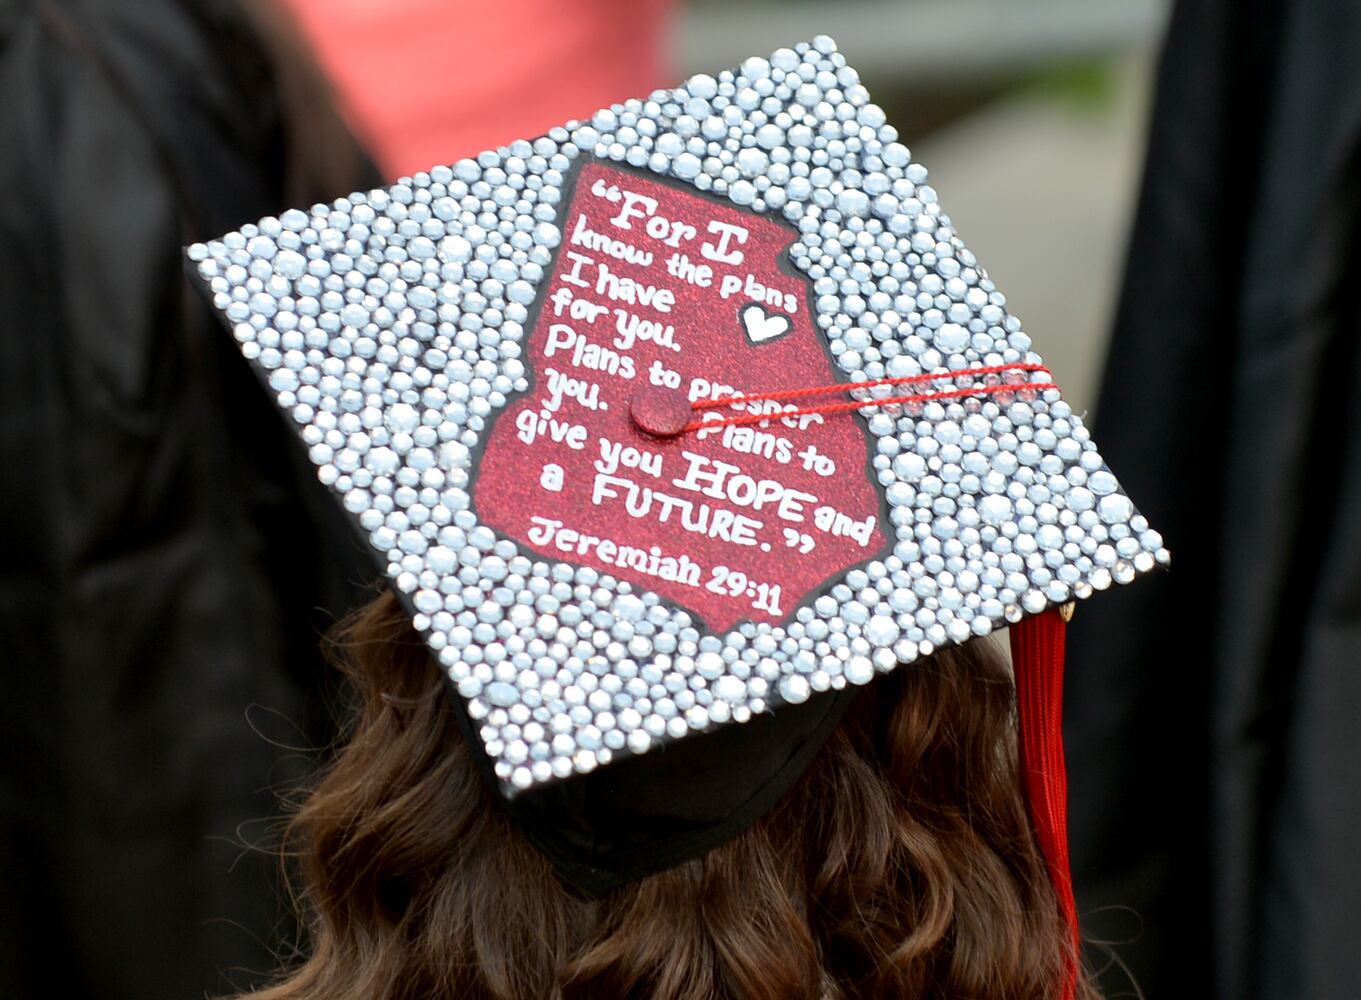 “For I
know the plans
I have
for you.
Plans to prosper
you. Plans to
give you HOPE and
a FUTURE.”
Jeremiah 29:11